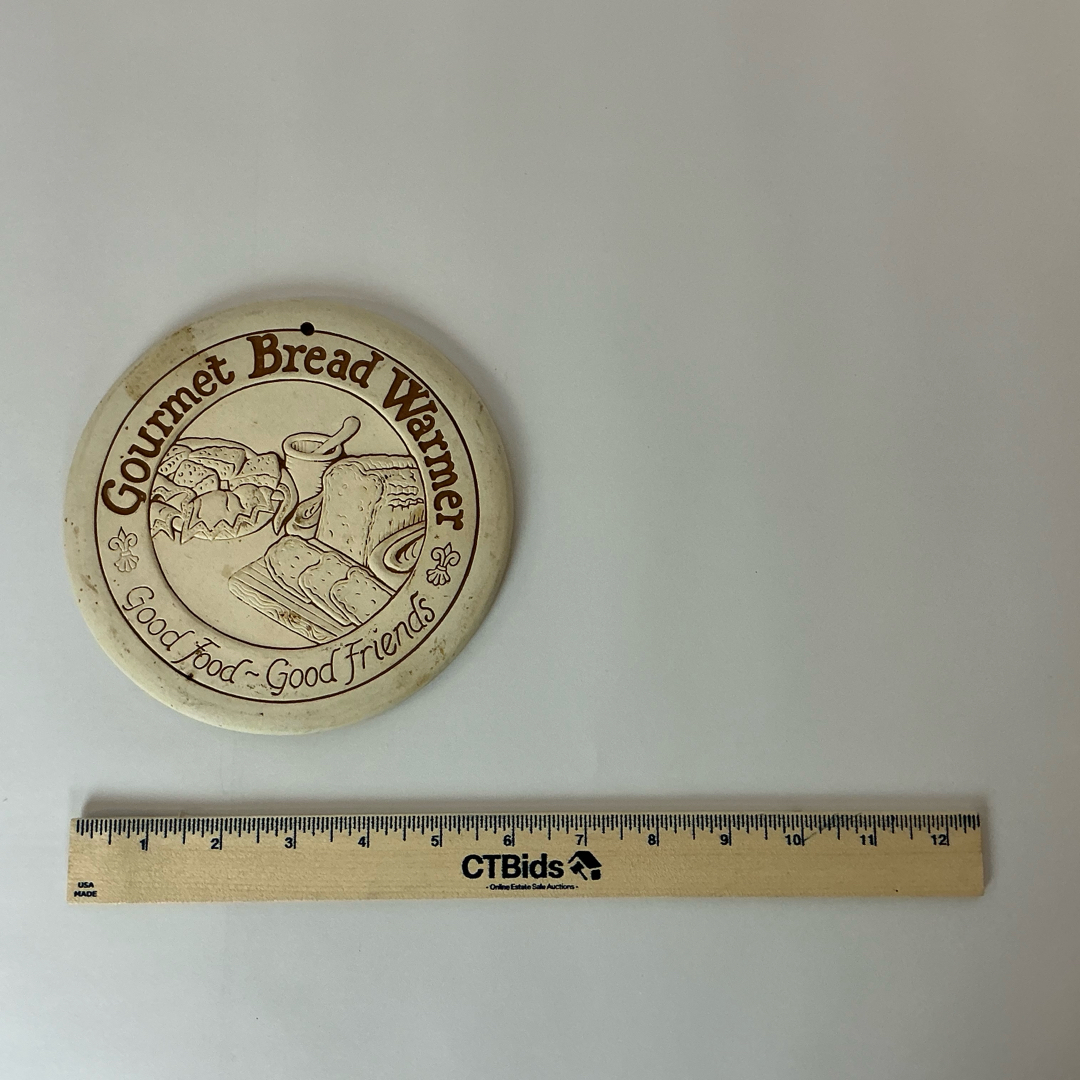 Gourmet Bread Warmer
Good Food ~ Good Friends
1 2 3 4 5 6 7 8 9 10 11 12
USA
MADE
CTBids
- Online Estate Sale Auctions -